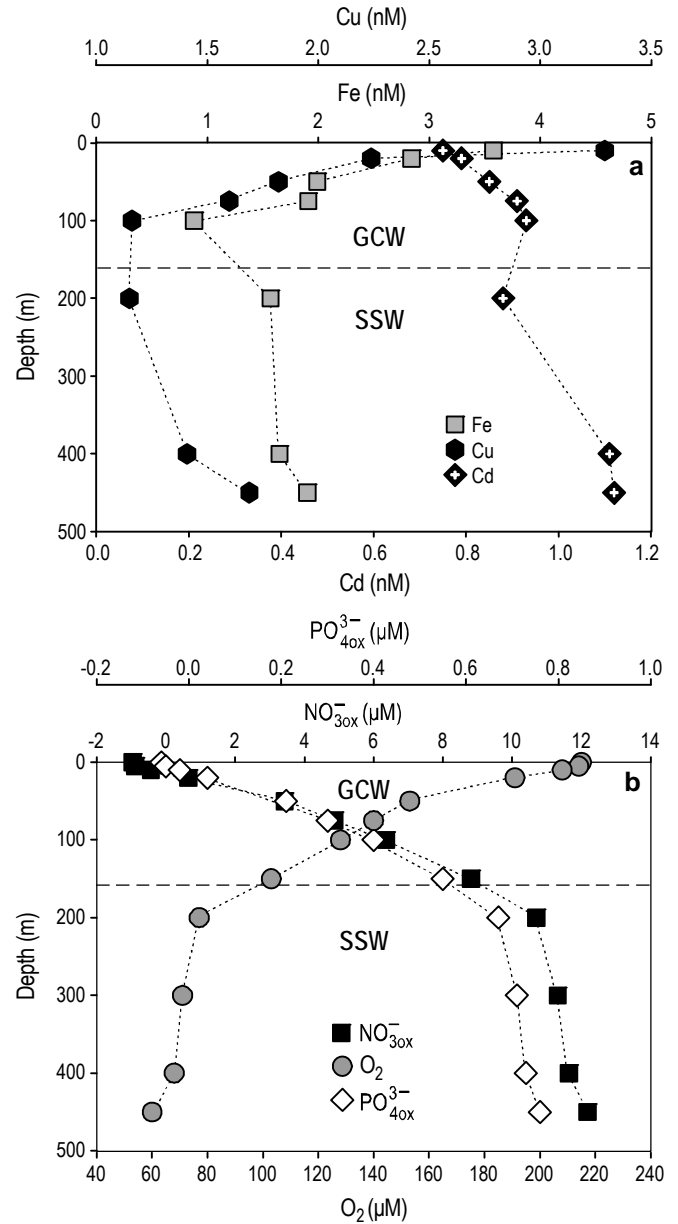 Cu (nM)
1.0 1.5 2.0 2.5 3.0 3.5
Fe (nM)
0 1 2 3 4 5
a
0
100
200
300
400
500
Depth (m)
GCW
SSW
Fe
Cu
Cd
0.0 0.2 0.4 0.6 0.8 1.0 1.2
Cd (nM)
PO₄ₒₓ³⁻ (µM)
-0.2 0.0 0.2 0.4 0.6 0.8 1.0
NO₃ₒₓ⁻ (µM)
-2 0 2 4 6 8 10 12 14
b
0
100
200
300
400
500
Depth (m)
GCW
SSW
NO₃ₒₓ⁻
O₂
PO₄ₒₓ³⁻
40 60 80 100 120 140 160 180 200 220 240
O₂ (µM)